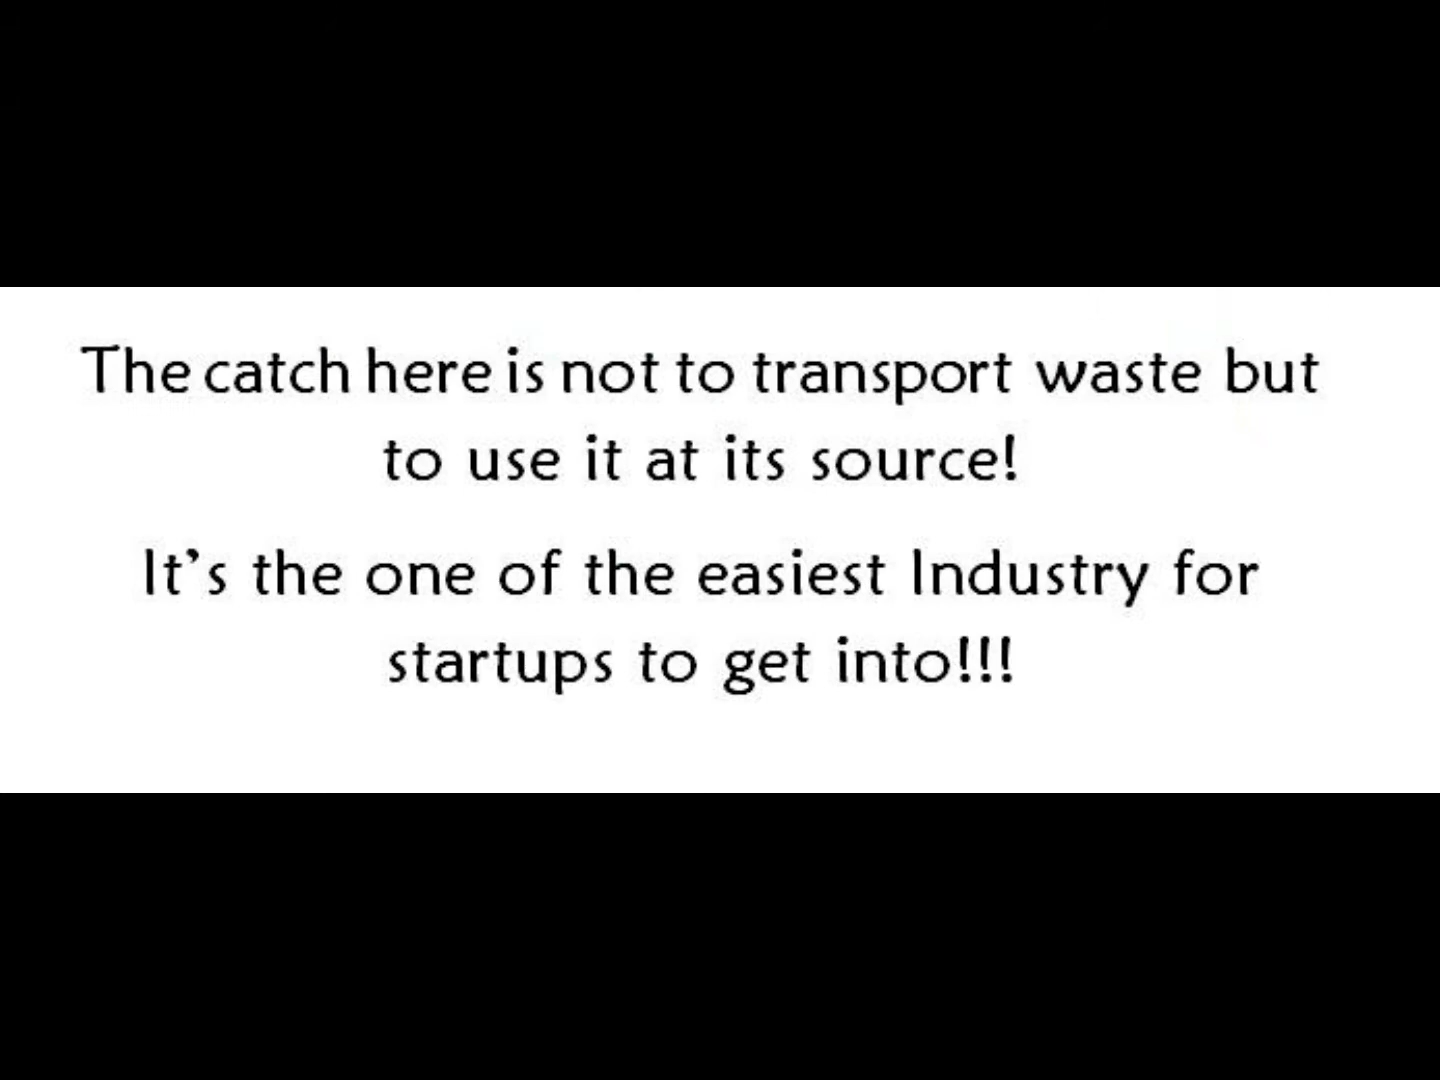 The catch here is not to transport waste but
to use it at its source!
It’s the one of the easiest Industry for
startups to get into!!!